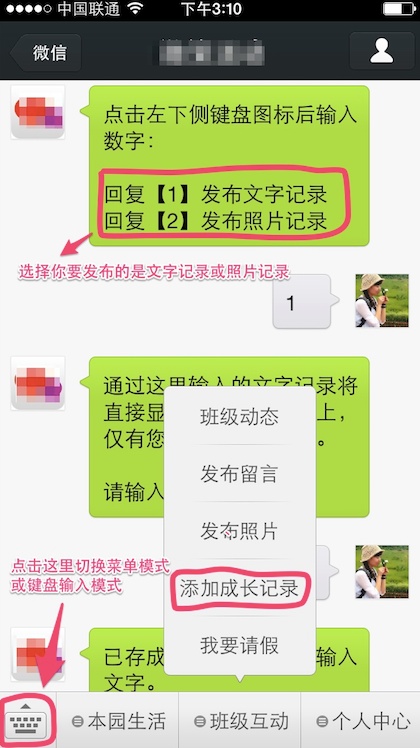 中国联通
下午3:10
微信
点击左下侧键盘图标后输入
数字：
回复【1】发布文字记录
回复【2】发布照片记录
选择你要发布的是文字记录或照片记录
1
通过这里输入的文字记录将
直接显
上，
仅有您
。
请输入
班级动态
发布留言
发布照片
添加成长记录
我要请假
点击这里切换菜单模式
或键盘输入模式
已存成
输入
文字。
本园生活
班级互动
个人中心